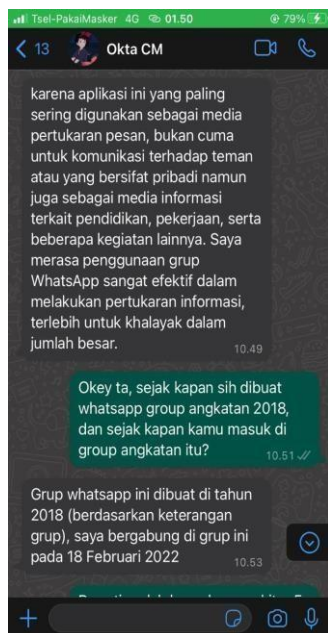 Tsel-PakaiMasker 4G 01.50 79%
13 Okta CM
karena aplikasi ini yang paling
sering digunakan sebagai media
pertukaran pesan, bukan cuma
untuk komunikasi terhadap teman
atau yang bersifat pribadi namun
juga sebagai media informasi
terkait pendidikan, pekerjaan, serta
beberapa kegiatan lainnya. Saya
merasa penggunaan grup
WhatsApp sangat efektif dalam
melakukan pertukaran informasi,
terlebih untuk khalayak dalam
jumlah besar.
10.49
Okey ta, sejak kapan sih dibuat
whatsapp group angkatan 2018,
dan sejak kapan kamu masuk di
group angkatan itu?
10.51
Grup whatsapp ini dibuat di tahun
2018 (berdasarkan keterangan
grup), saya bergabung di grup ini
pada 18 Februari 2022
10.53